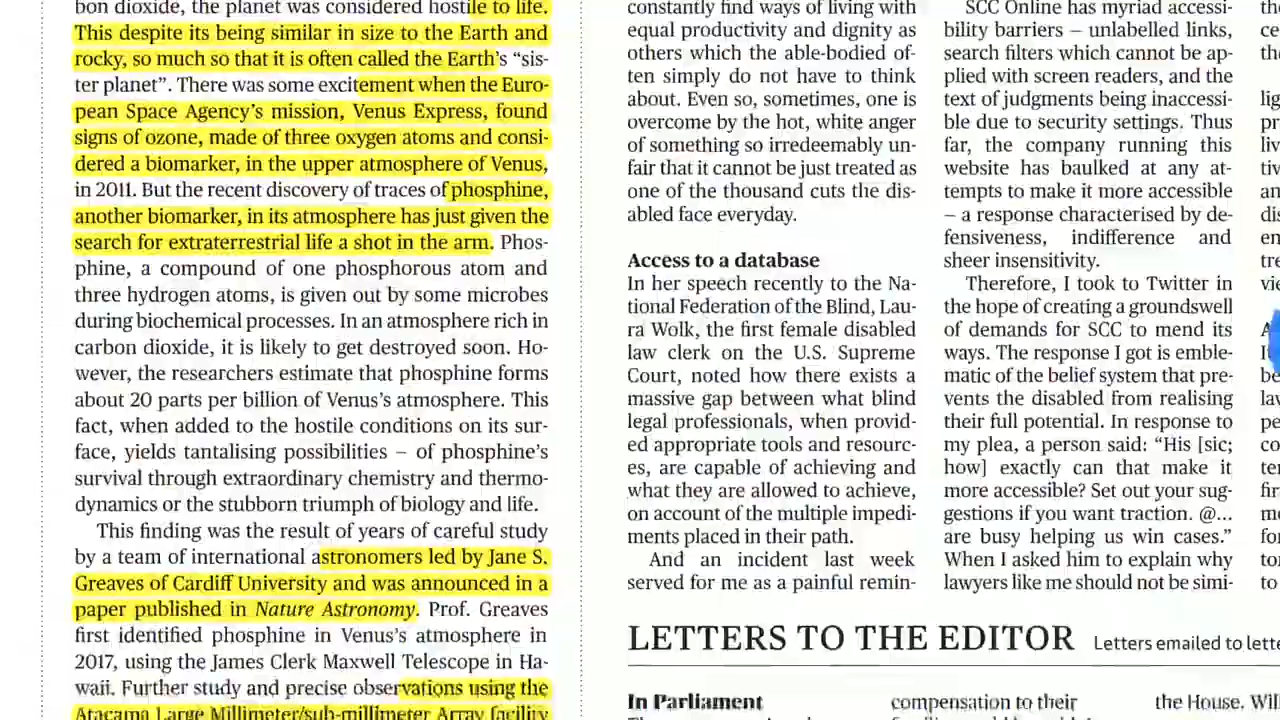 bon dioxide, the planet was considered hostile to life.
This despite its being similar in size to the Earth and
rocky, so much so that it is often called the Earth's “sis-
ter planet”. There was some excitement when the Euro-
pean Space Agency's mission, Venus Express, found
signs of ozone, made of three oxygen atoms and consi-
dered a biomarker, in the upper atmosphere of Venus,
in 2011. But the recent discovery of traces of phosphine,
another biomarker, in its atmosphere has just given the
search for extraterrestrial life a shot in the arm. Phos-
phine, a compound of one phosphorous atom and
three hydrogen atoms, is given out by some microbes
during biochemical processes. In an atmosphere rich in
carbon dioxide, it is likely to get destroyed soon. Ho-
wever, the researchers estimate that phosphine forms
about 20 parts per billion of Venus's atmosphere. This
fact, when added to the hostile conditions on its sur-
face, yields tantalising possibilities – of phosphine's
survival through extraordinary chemistry and thermo-
dynamics or the stubborn triumph of biology and life.
This finding was the result of years of careful study
by a team of international astronomers led by Jane S.
Greaves of Cardiff University and was announced in a
paper published in Nature Astronomy. Prof. Greaves
first identified phosphine in Venus's atmosphere in
2017, using the James Clerk Maxwell Telescope in Ha-
waii. Further study and precise observations using the
Atacama Large Millimeter/sub-millimeter Array facility
constantly find ways of living with
equal productivity and dignity as
others which the able-bodied of-
ten simply do not have to think
about. Even so, sometimes, one is
overcome by the hot, white anger
of something so irredeemably un-
fair that it cannot be just treated as
one of the thousand cuts the dis-
abled face everyday.
Access to a database
In her speech recently to the Na-
tional Federation of the Blind, Lau-
ra Wolk, the first female disabled
law clerk on the U.S. Supreme
Court, noted how there exists a
massive gap between what blind
legal professionals, when provid-
ed appropriate tools and resourc-
es, are capable of achieving and
what they are allowed to achieve,
on account of the multiple impedi-
ments placed in their path.
And an incident last week
served for me as a painful remin-
SCC Online has myriad accessi-
bility barriers – unlabelled links,
search filters which cannot be ap-
plied with screen readers, and the
text of judgments being inaccessi-
ble due to security settings. Thus
far, the company running this
website has baulked at any at-
tempts to make it more accessible
– a response characterised by de-
fensiveness, indifference and
sheer insensitivity.
Therefore, I took to Twitter in
the hope of creating a groundswell
of demands for SCC to mend its
ways. The response I got is emble-
matic of the belief system that pre-
vents the disabled from realising
their full potential. In response to
my plea, a person said: “His [sic;
how] exactly can that make it
more accessible? Set out your sug-
gestions if you want traction. @...
are busy helping us win cases.”
When I asked him to explain why
lawyers like me should not be simi-
LETTERS TO THE EDITOR Letters emailed to
In Parliament
compensation to their
the House.